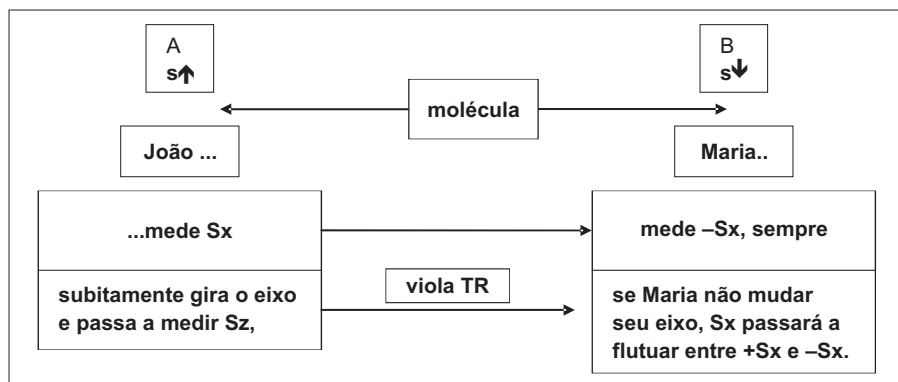 A
s↑
B
s↓
molécula
João ...
Maria..
...mede Sx
mede –Sx, sempre
subitamente gira o eixo
e passa a medir Sz,
viola TR
se Maria não mudar
seu eixo, Sx passará a
flutuar entre +Sx e –Sx.